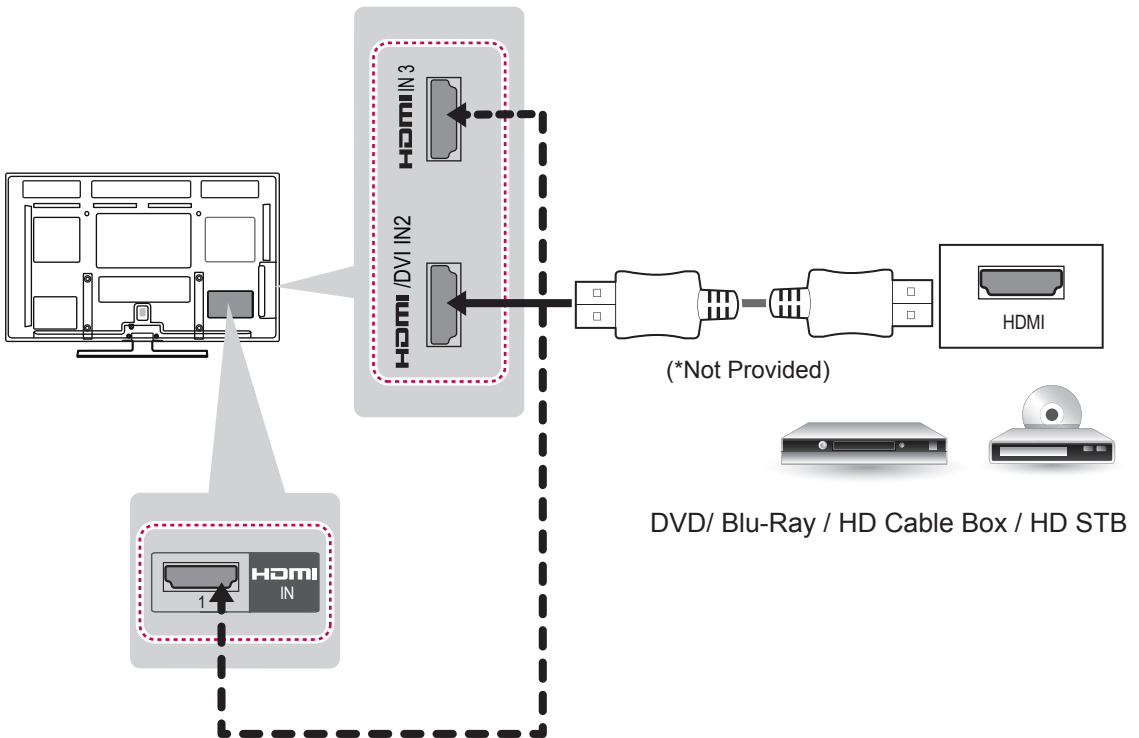 HDMI IN 3
HDMI /DVI IN2
(*Not Provided)
HDMI
DVD/ Blu-Ray / HD Cable Box / HD STB
1
HDMI
IN